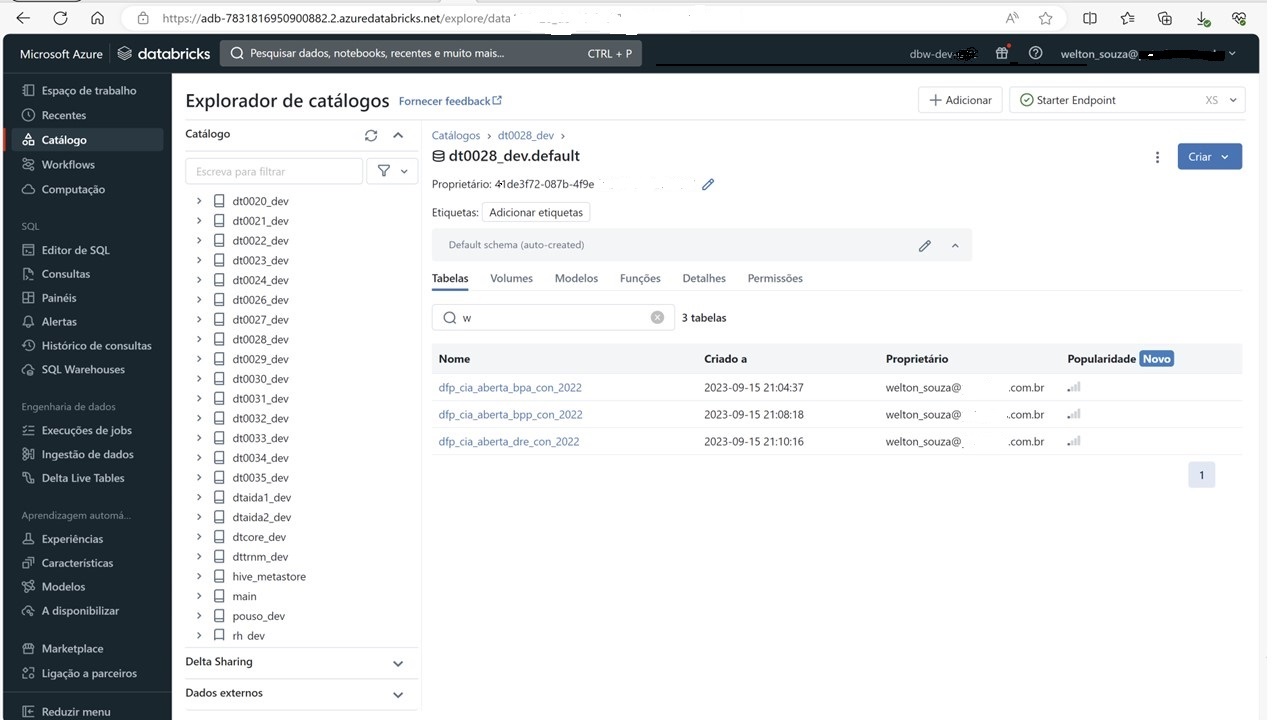 https://adb-7831816950900882.2.azuredatabricks.net/explore/data
Microsoft Azure databricks
Pesquisar dados, notebooks, recentes e muito mais... CTRL + P
dbw-dev- welton_souza@
Espaço de trabalho
Recentes
Catálogo
Workflows
Computação
SQL
Editor de SQL
Consultas
Painéis
Alertas
Histórico de consultas
SQL Warehouses
Engenharia de dados
Execuções de jobs
Ingestão de dados
Delta Live Tables
Aprendizagem automá...
Experiências
Características
Modelos
A disponibilizar
Marketplace
Ligação a parceiros
Reduzir menu
Explorador de catálogos Fornecer feedback
Adicionar
Starter Endpoint XS
Catálogo
Escreva para filtrar
dt0020_dev
dt0021_dev
dt0022_dev
dt0023_dev
dt0024_dev
dt0026_dev
dt0027_dev
dt0028_dev
dt0029_dev
dt0030_dev
dt0031_dev
dt0032_dev
dt0033_dev
dt0034_dev
dt0035_dev
dtaida1_dev
dtaida2_dev
dtcore_dev
dttrnm_dev
hive_metastore
main
pouso_dev
rh_dev
Delta Sharing
Dados externos
Catálogos › dt0028_dev ›
dt0028_dev.default
Criar
Proprietário: 41de3f72-087b-4f9e
Etiquetas: Adicionar etiquetas
Default schema (auto-created)
Tabelas Volumes Modelos Funções Detalhes Permissões
w 3 tabelas
Nome Criado a Proprietário Popularidade Novo
dfp_cia_aberta_bpa_con_2022 2023-09-15 21:04:37 welton_souza@ .com.br
dfp_cia_aberta_bpp_con_2022 2023-09-15 21:08:18 welton_souza@ .com.br
dfp_cia_aberta_dre_con_2022 2023-09-15 21:10:16 welton_souza@ .com.br
1